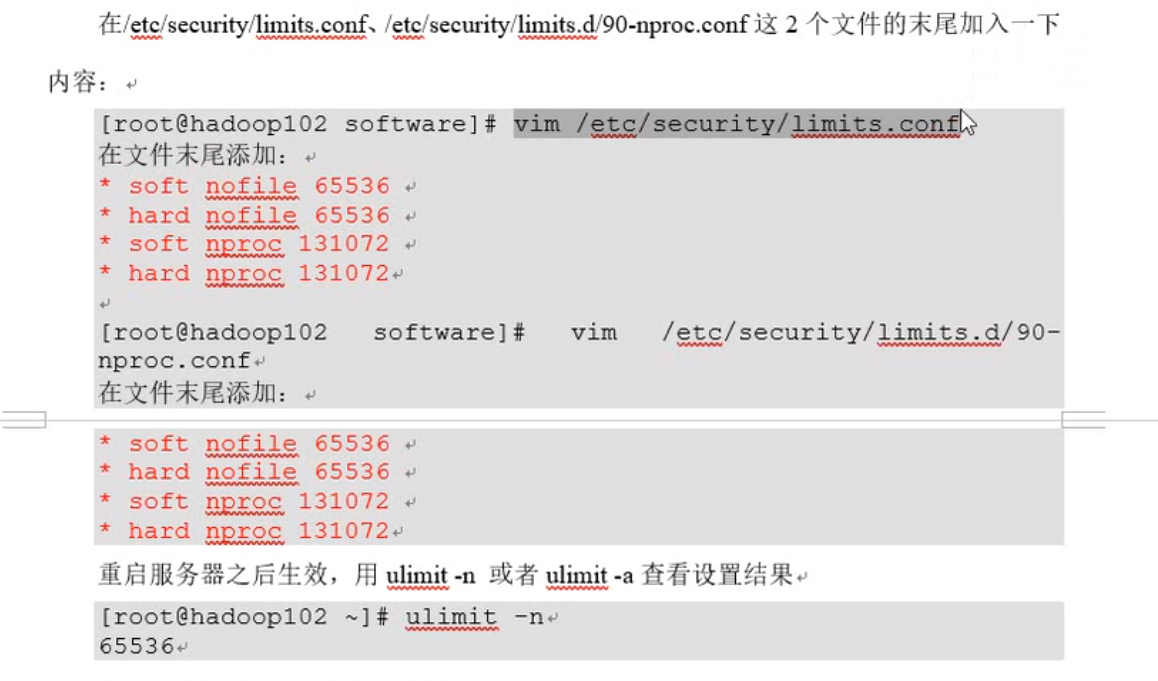 在/etc/security/limits.conf、/etc/security/limits.d/90-nproc.conf 这 2 个文件的末尾加入一下
内容：
[root@hadoop102 software]# vim /etc/security/limits.conf
在文件末尾添加：
* soft nofile 65536
* hard nofile 65536
* soft nproc 131072
* hard nproc 131072
[root@hadoop102 software]# vim /etc/security/limits.d/90-
nproc.conf
在文件末尾添加：
* soft nofile 65536
* hard nofile 65536
* soft nproc 131072
* hard nproc 131072
重启服务器之后生效，用 ulimit -n 或者 ulimit -a 查看设置结果
[root@hadoop102 ~]# ulimit -n
65536